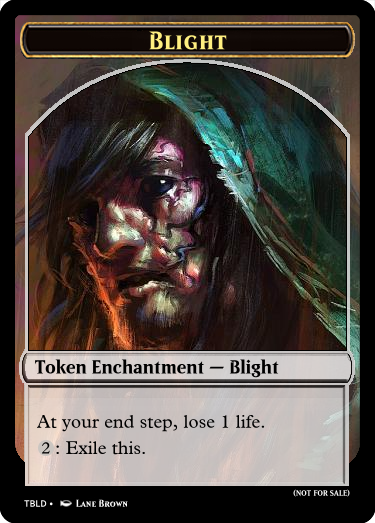 Blight
Token Enchantment — Blight
At your end step, lose 1 life.
2 : Exile this.
(NOT FOR SALE)
TBLD • Lane Brown